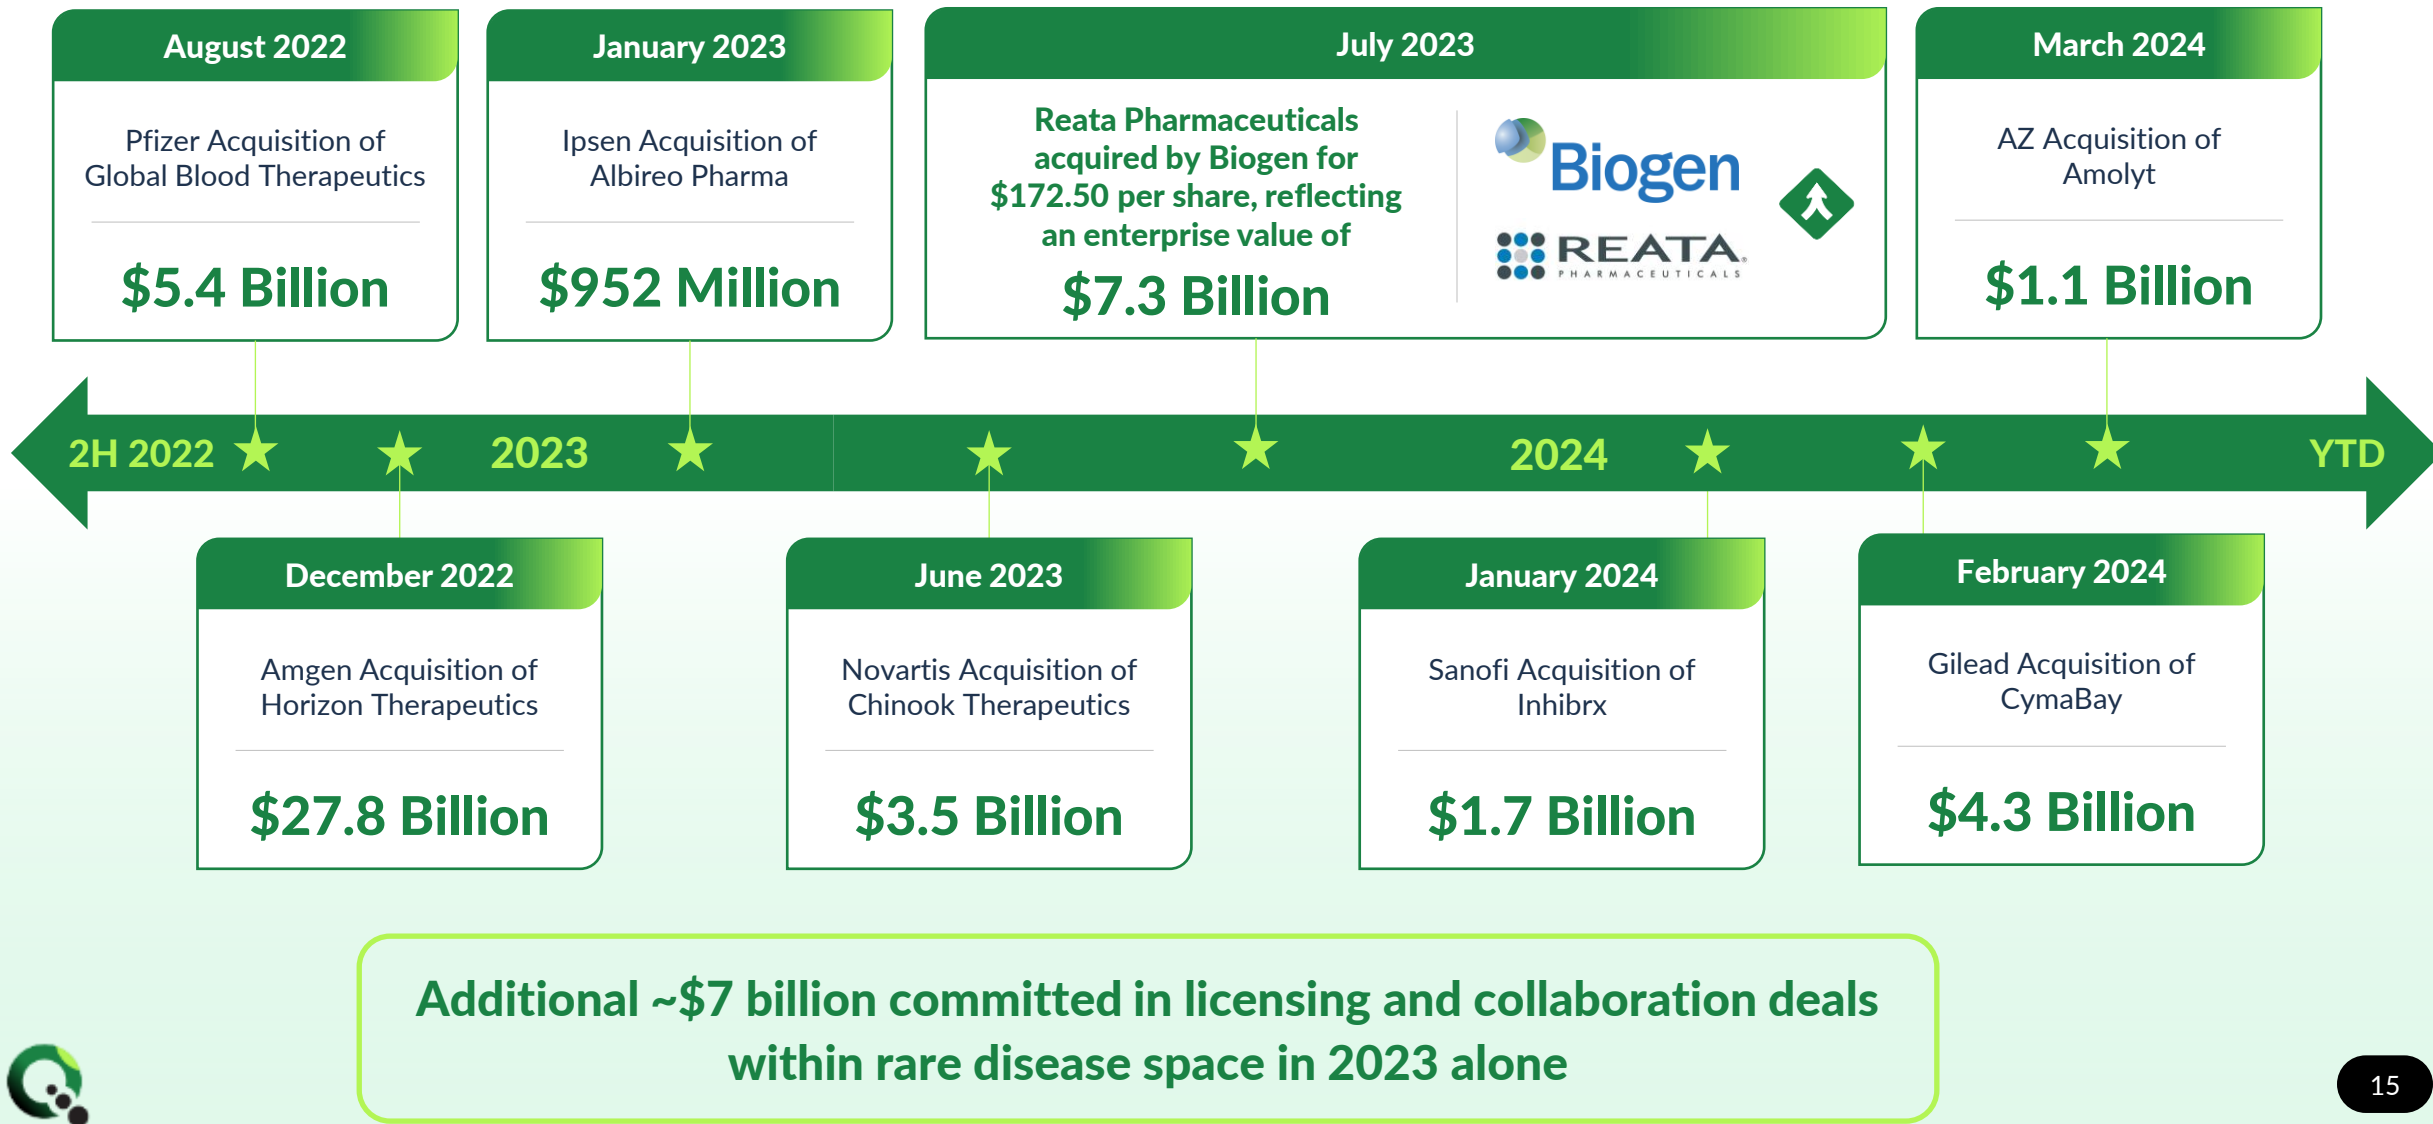 August 2022
Pfizer Acquisition of
Global Blood Therapeutics
$5.4 Billion
January 2023
Ipsen Acquisition of
Albireo Pharma
$952 Million
July 2023
Reata Pharmaceuticals
acquired by Biogen for
$172.50 per share, reflecting
an enterprise value of
$7.3 Billion
Biogen
REATA®
PHARMACEUTICALS
March 2024
AZ Acquisition of
Amolyt
$1.1 Billion
2H 2022
2023
2024
YTD
December 2022
Amgen Acquisition of
Horizon Therapeutics
$27.8 Billion
June 2023
Novartis Acquisition of
Chinook Therapeutics
$3.5 Billion
January 2024
Sanofi Acquisition of
Inhibrx
$1.7 Billion
February 2024
Gilead Acquisition of
CymaBay
$4.3 Billion
Additional ~$7 billion committed in licensing and collaboration deals
within rare disease space in 2023 alone
15